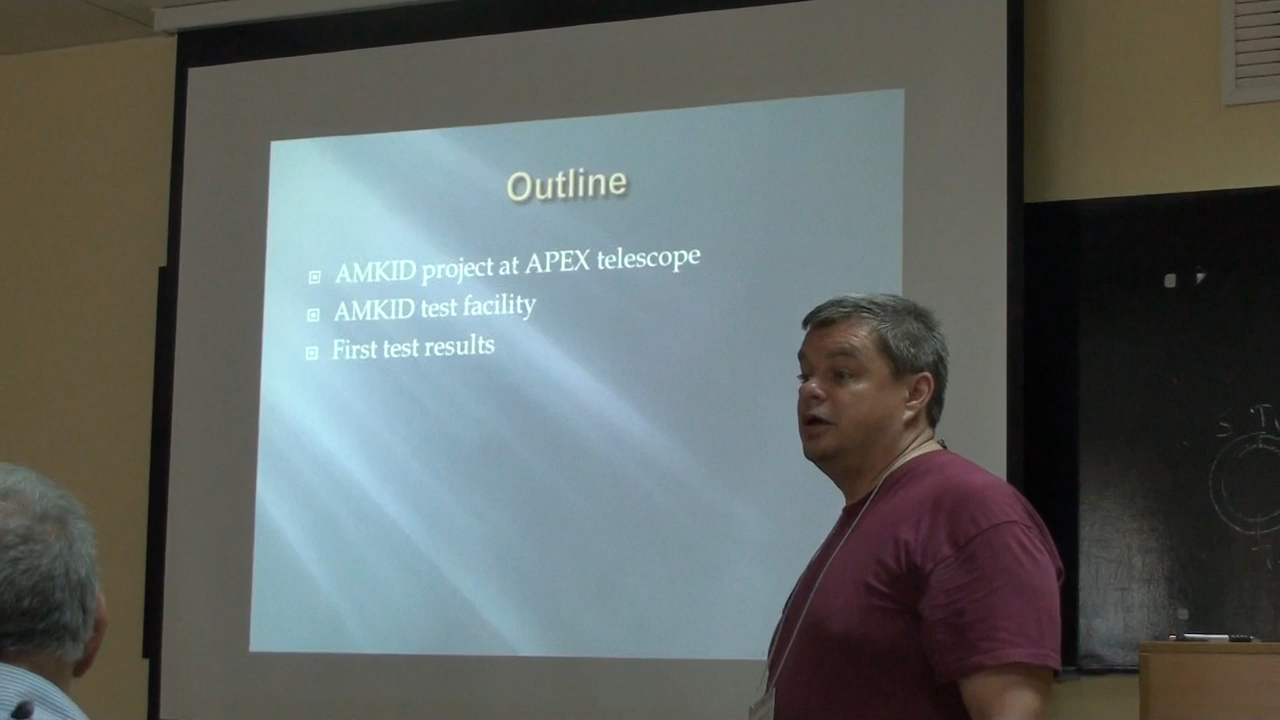 Outline
AMKID project at APEX telescope
AMKID test facility
First test results
S T